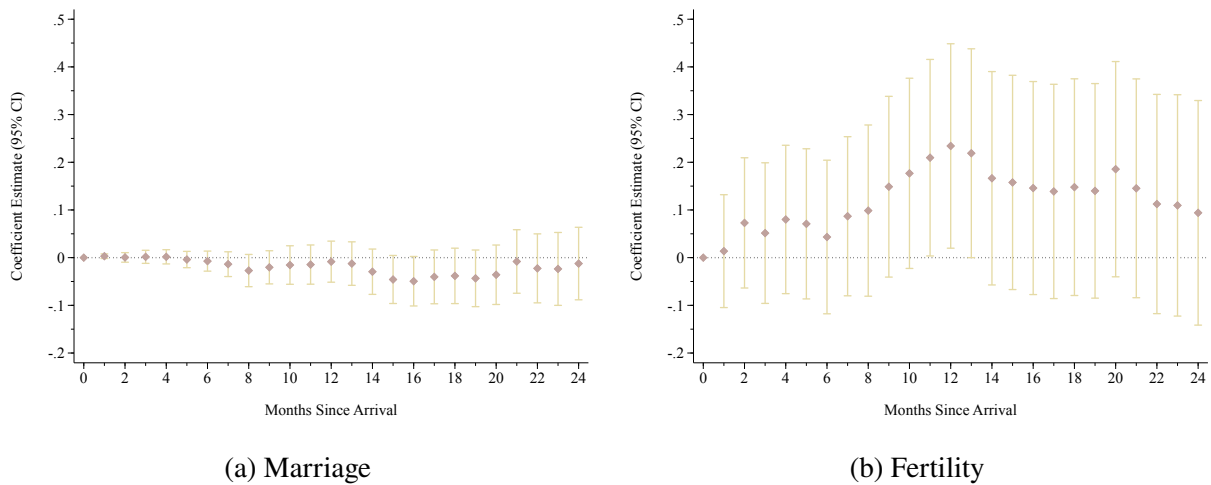 .5
.4
.3
.2
.1
0
-.1
-.2
Coefficient Estimate (95% CI)
0 2 4 6 8 10 12 14 16 18 20 22 24
Months Since Arrival
(a) Marriage
.5
.4
.3
.2
.1
0
-.1
-.2
Coefficient Estimate (95% CI)
0 2 4 6 8 10 12 14 16 18 20 22 24
Months Since Arrival
(b) Fertility